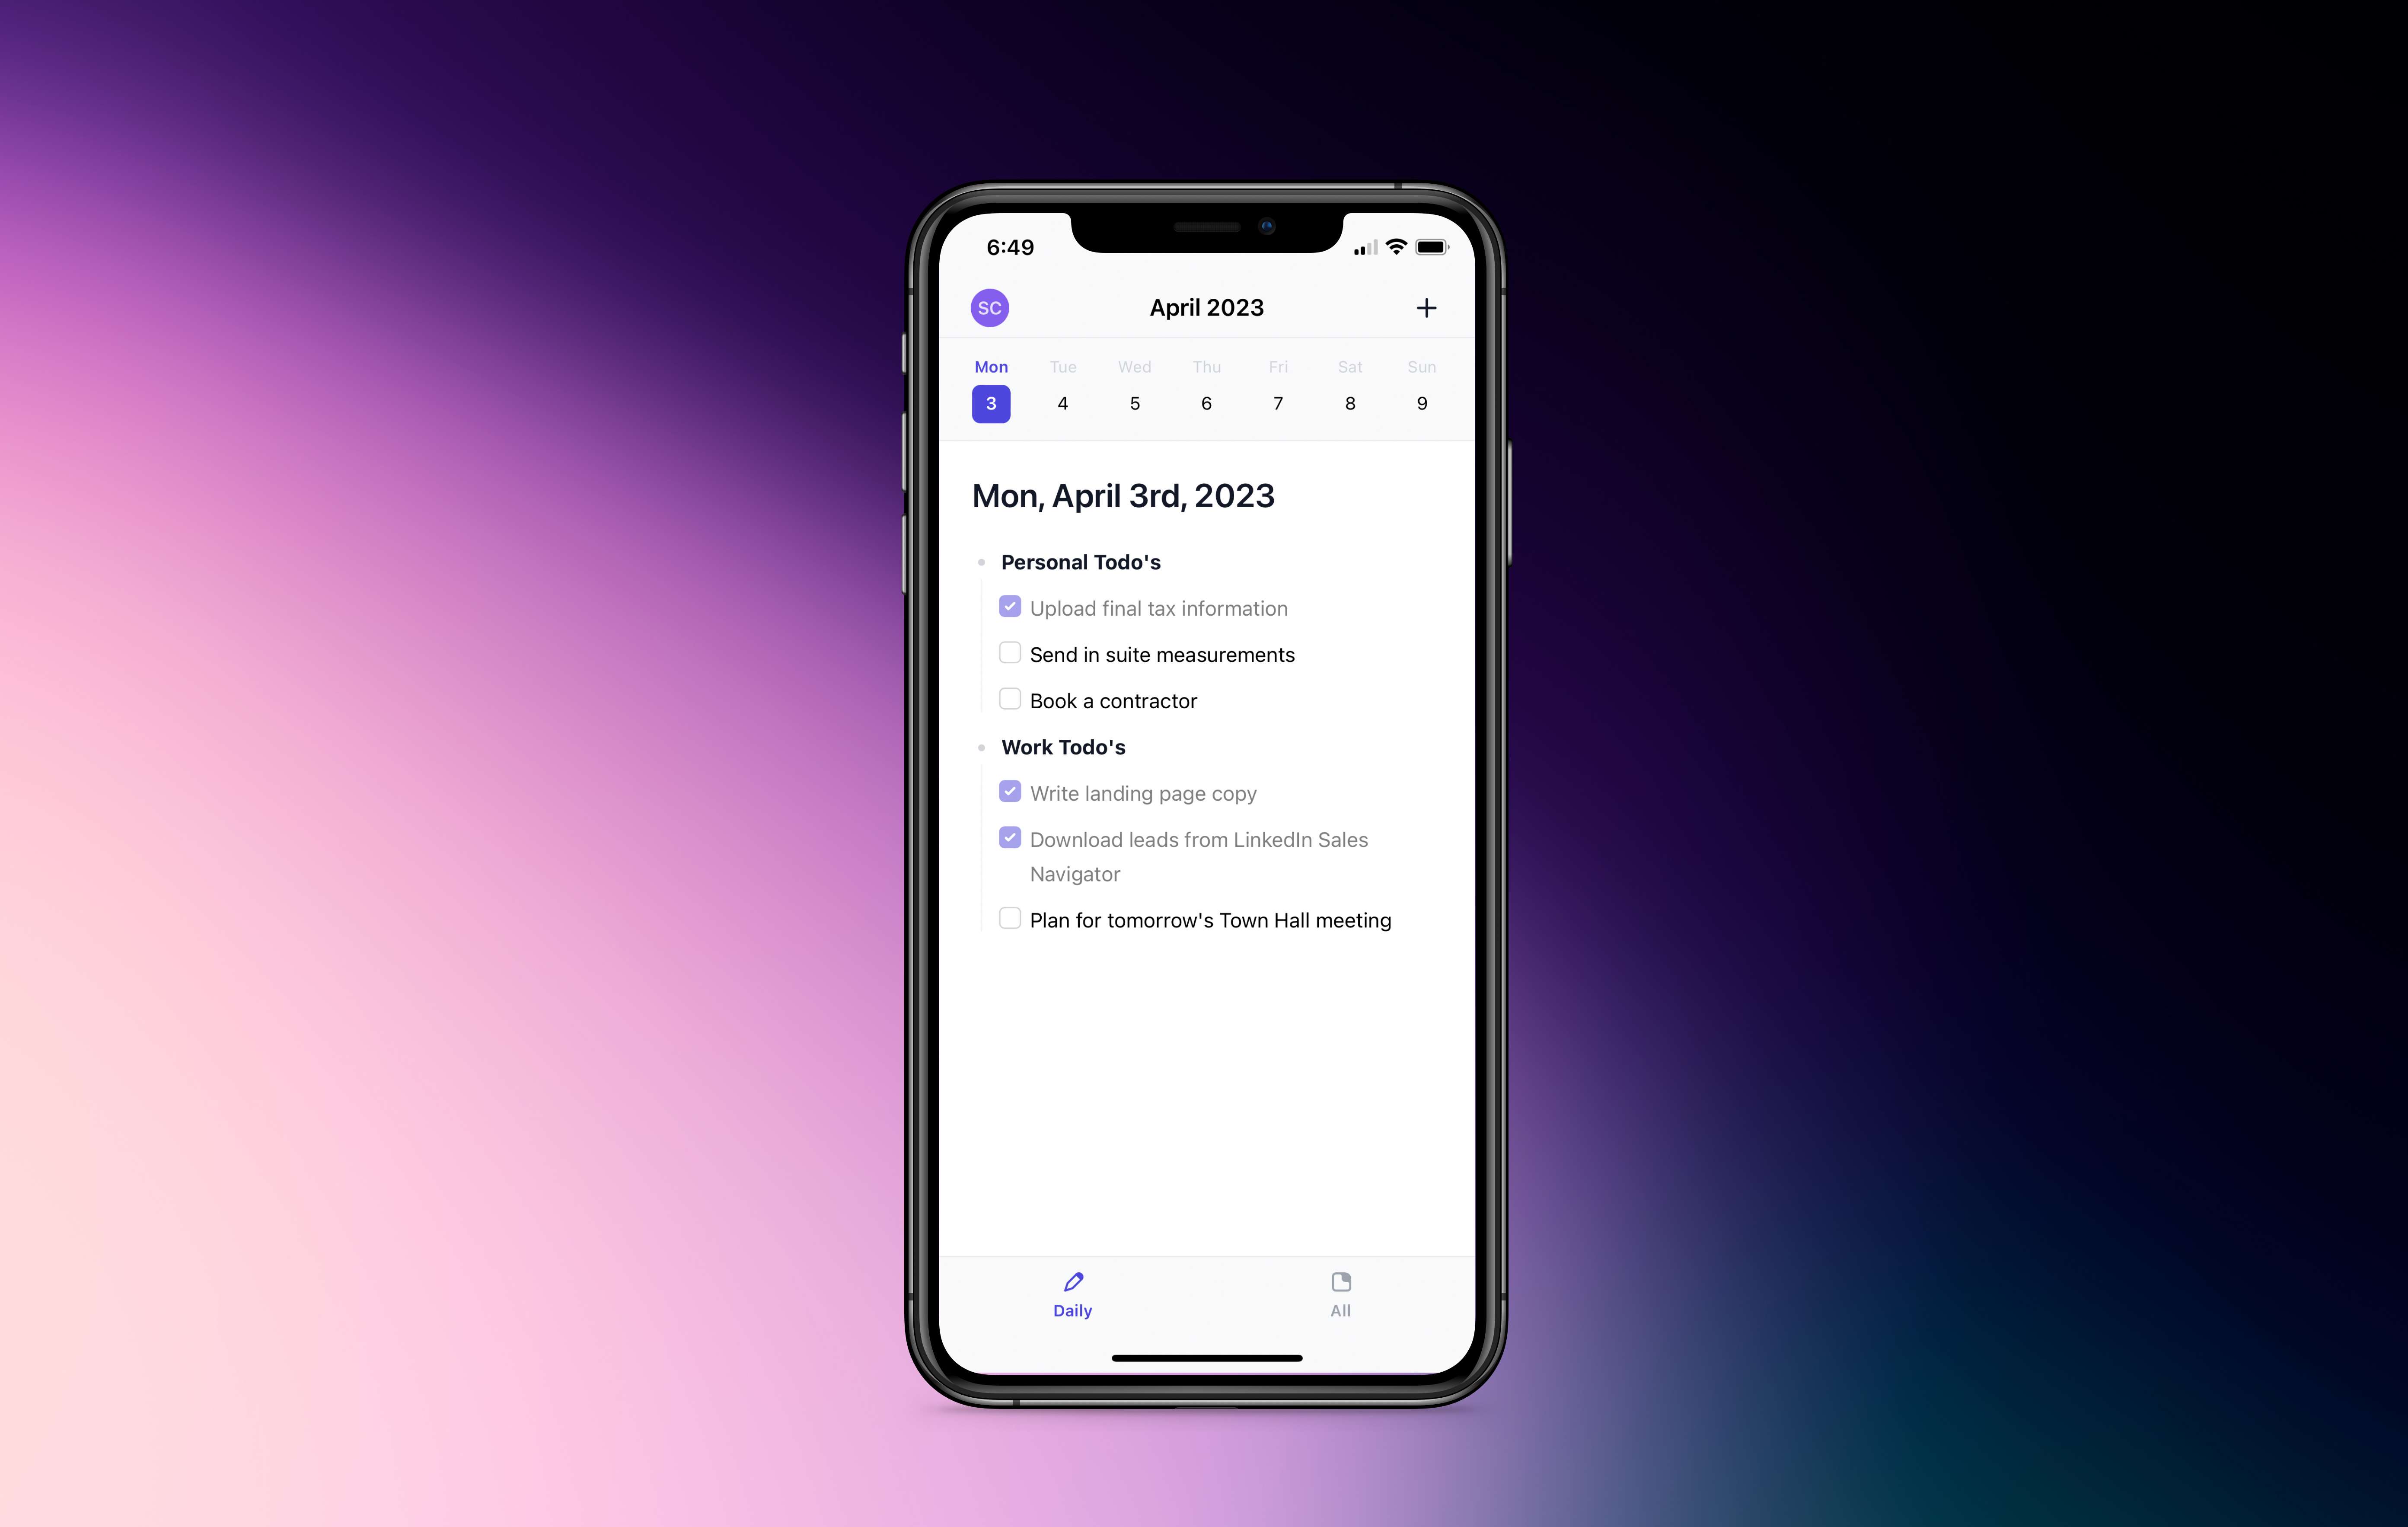 6:49
SC
April 2023
Mon Tue Wed Thu Fri Sat Sun
3 4 5 6 7 8 9
Mon, April 3rd, 2023
Personal Todo's
Upload final tax information
Send in suite measurements
Book a contractor
Work Todo's
Write landing page copy
Download leads from LinkedIn Sales
Navigator
Plan for tomorrow's Town Hall meeting
Daily All